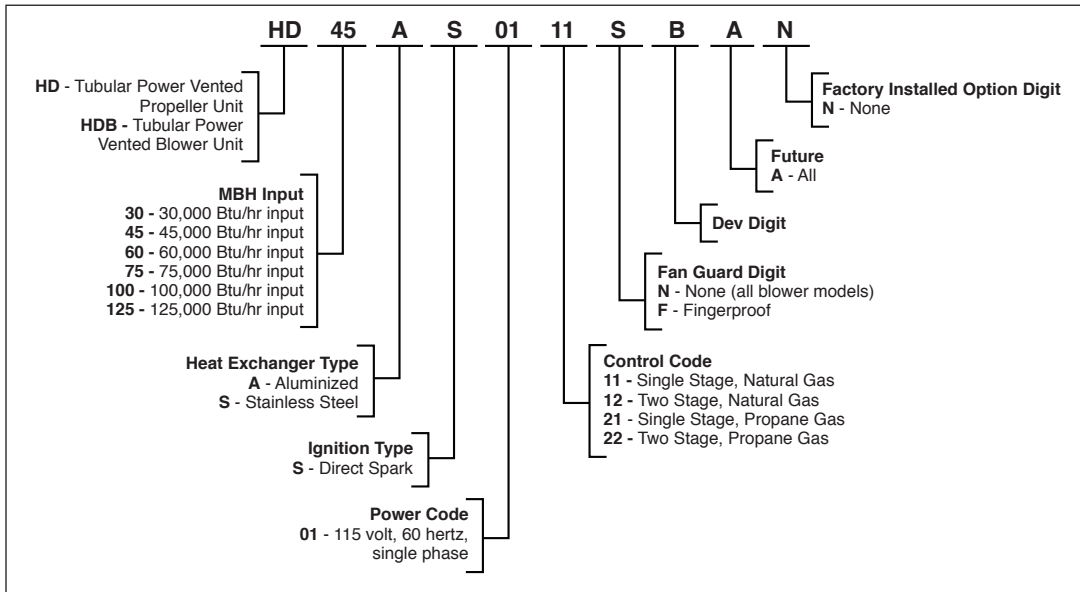 HD 45 A S 01 11 S B A N
HD - Tubular Power Vented
Propeller Unit
HDB - Tubular Power
Vented Blower Unit
MBH Input
30 - 30,000 Btu/hr input
45 - 45,000 Btu/hr input
60 - 60,000 Btu/hr input
75 - 75,000 Btu/hr input
100 - 100,000 Btu/hr input
125 - 125,000 Btu/hr input
Heat Exchanger Type
A - Aluminized
S - Stainless Steel
Ignition Type
S - Direct Spark
Power Code
01 - 115 volt, 60 hertz,
single phase
Factory Installed Option Digit
N - None
Future
A - All
Dev Digit
Fan Guard Digit
N - None (all blower models)
F - Fingerproof
Control Code
11 - Single Stage, Natural Gas
12 - Two Stage, Natural Gas
21 - Single Stage, Propane Gas
22 - Two Stage, Propane Gas